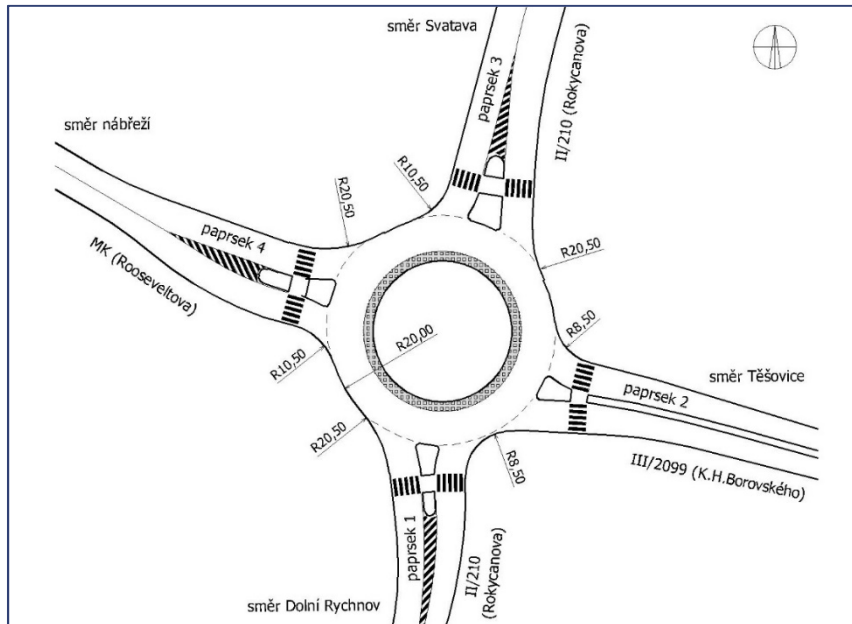 směr Svatava
paprsek 3
II/210 (Rokycanova)
směr nábřeží
R10,50
R20,50
paprsek 4
MK (Rooseveltova)
R20,50
R8,50
R20,00
R10,50
směr Těšovice
paprsek 2
R20,50
R8,50
III/2099 (K.H.Borovského)
paprsek 1
II/210
(Rokycanova)
směr Dolní Rychnov